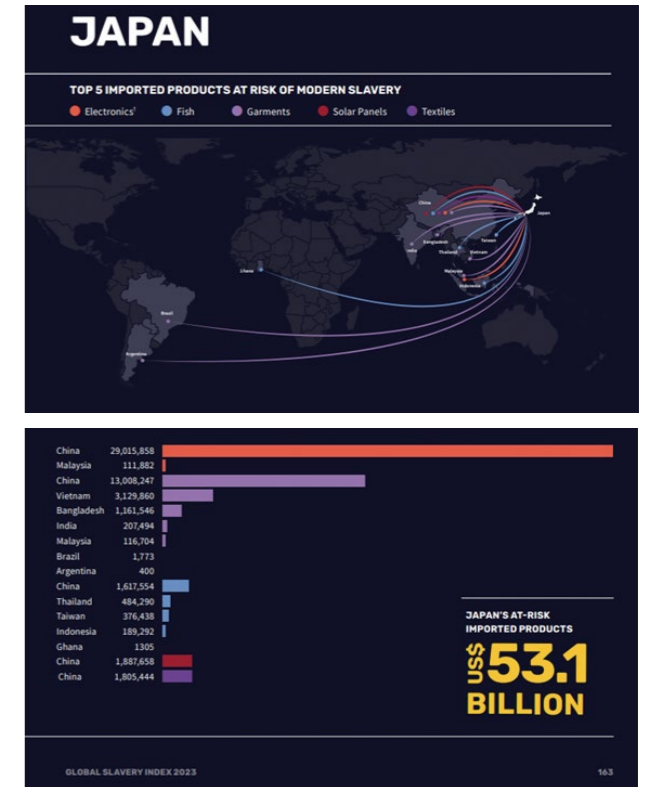 JAPAN
TOP 5 IMPORTED PRODUCTS AT RISK OF MODERN SLAVERY
Electronics⁷ Fish Garments Solar Panels Textiles
China
Japan
Bangladesh
Taiwan
India
Thailand Vietnam
Ghana
Malaysia
Indonesia
Brazil
Argentina
China 29,015,858
Malaysia 111,882
China 13,008,247
Vietnam 3,129,860
Bangladesh 1,161,546
India 207,494
Malaysia 116,704
Brazil 1,773
Argentina 400
China 1,617,554
Thailand 484,290
Taiwan 376,438
Indonesia 189,292
Ghana 1305
China 1,887,658
China 1,805,444
JAPAN'S AT-RISK
IMPORTED PRODUCTS
US$53.1
BILLION
GLOBAL SLAVERY INDEX 2023 163